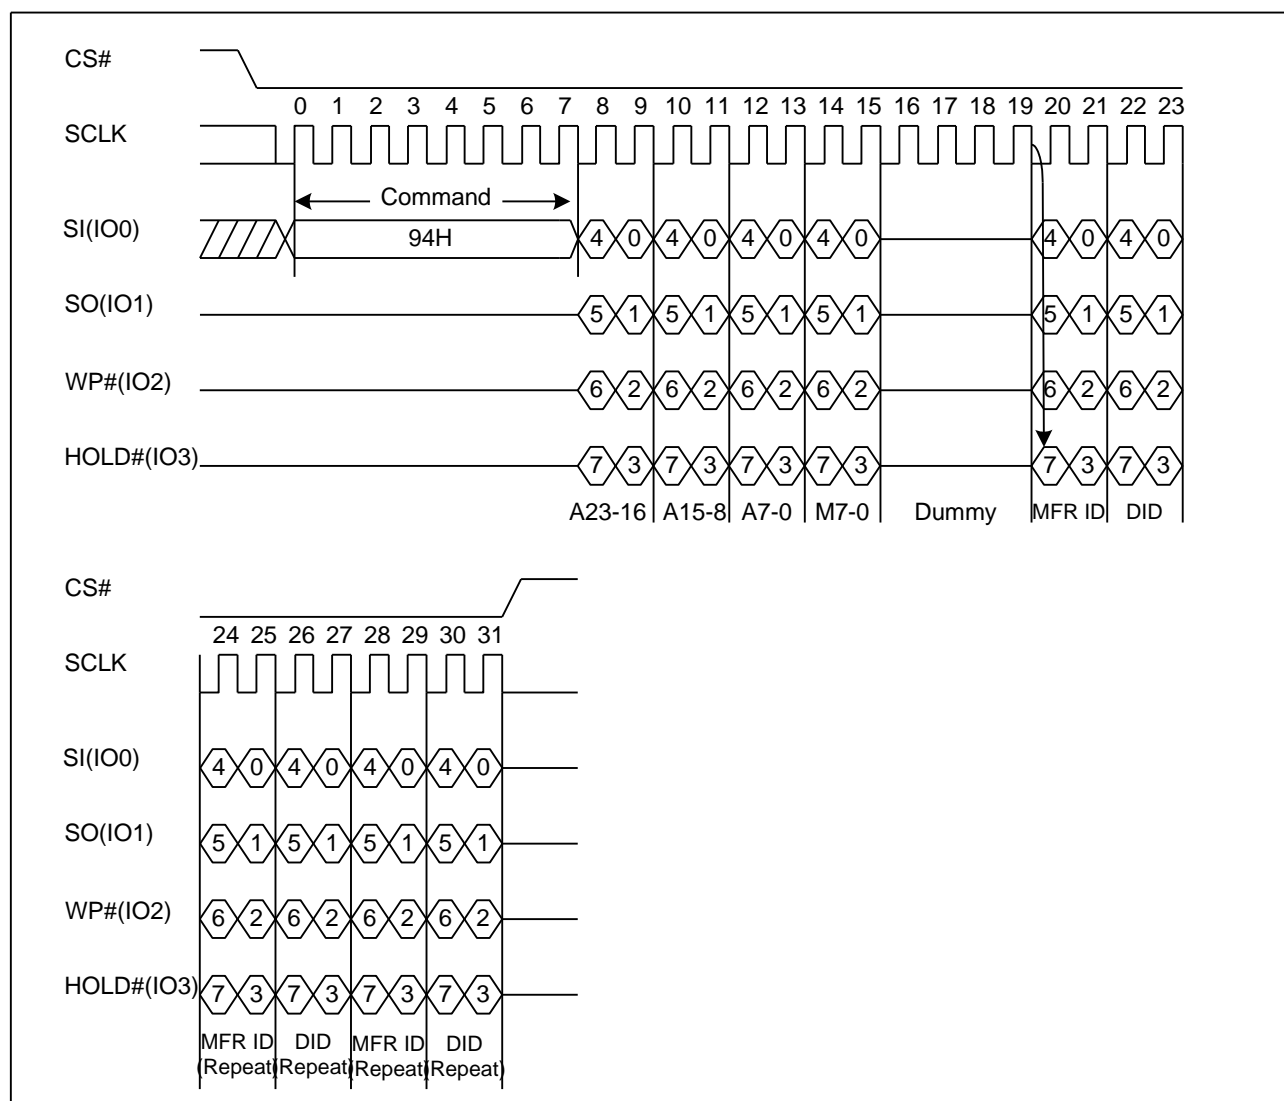 CS#
0 1 2 3 4 5 6 7 8 9 10 11 12 13 14 15 16 17 18 19 20 21 22 23
SCLK
Command
SI(IO0) 94H 4 0 4 0 4 0 4 0 4 0 4 0
SO(IO1) 5 1 5 1 5 1 5 1 5 1 5 1
WP#(IO2) 6 2 6 2 6 2 6 2 6 2 6 2
HOLD#(IO3) 7 3 7 3 7 3 7 3 7 3 7 3
A23-16 A15-8 A7-0 M7-0 Dummy MFR ID DID
CS#
24 25 26 27 28 29 30 31
SCLK
SI(IO0) 4 0 4 0 4 0 4 0
SO(IO1) 5 1 5 1 5 1 5 1
WP#(IO2) 6 2 6 2 6 2 6 2
HOLD#(IO3) 7 3 7 3 7 3 7 3
MFR ID DID MFR ID DID
(Repeat) (Repeat) (Repeat) (Repeat)